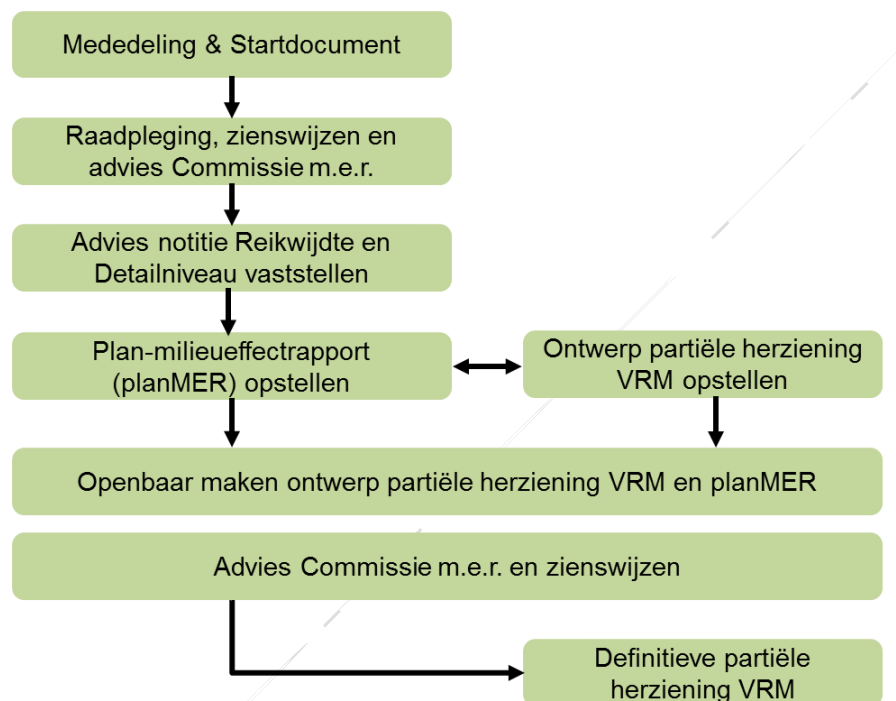 Mededeling & Startdocument
Raadpleging, zienswijzen en
advies Commissie m.e.r.
Advies notitie Reikwijdte en
Detailniveau vaststellen
Plan-milieueffectrapport
(planMER) opstellen
Ontwerp partiële herziening
VRM opstellen
Openbaar maken ontwerp partiële herziening VRM en planMER
Advies Commissie m.e.r. en zienswijzen
Definitieve partiële
herziening VRM